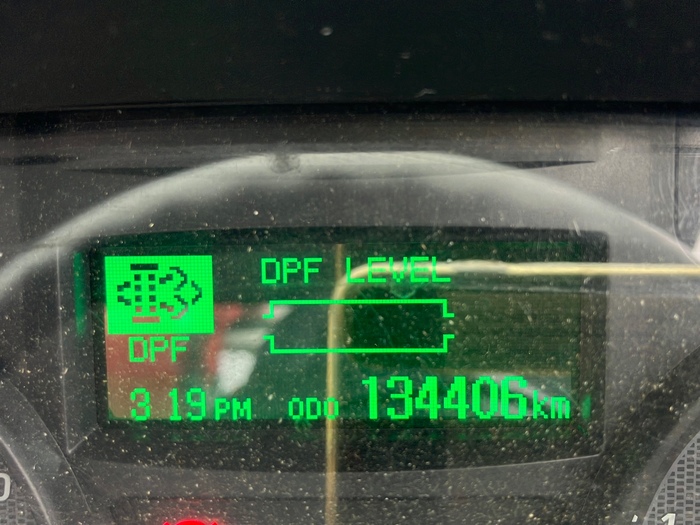 DPF LEVEL
DPF
3 19 PM ODO 134406 km